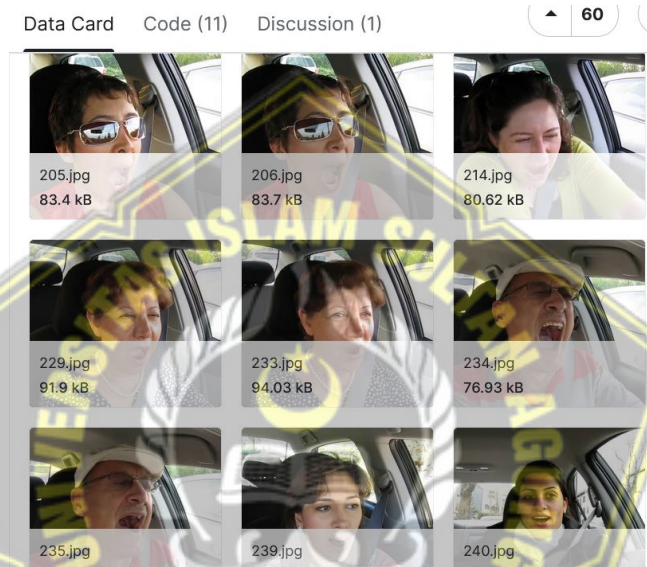 Data Card Code (11) Discussion (1) 60
205.jpg 206.jpg 214.jpg
83.4 kB 83.7 kB 80.62 kB
ISLAM SUL
229.jpg 233.jpg 234.jpg
91.9 kB 94.03 kB 76.93 kB
235.jpg 239.jpg 240.jpg